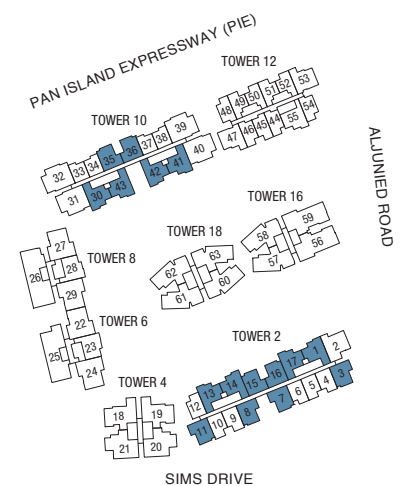 PAN ISLAND EXPRESSWAY (PIE)
TOWER 12
48 49 50 51 52 53
47 46 45 44 55 54
TOWER 10
32 33 34 35 36 37 38 39
31 30 43 42 41 40
ALJUNIED ROAD
TOWER 16
58 59
57 56
TOWER 18
62 63
61 60
TOWER 8
27
26 28
29
TOWER 6
22
25 23
24
TOWER 2
12 13 14 15 16 17 1 2
11 10 9 8 7 6 5 4 3
TOWER 4
18 19
21 20
SIMS DRIVE